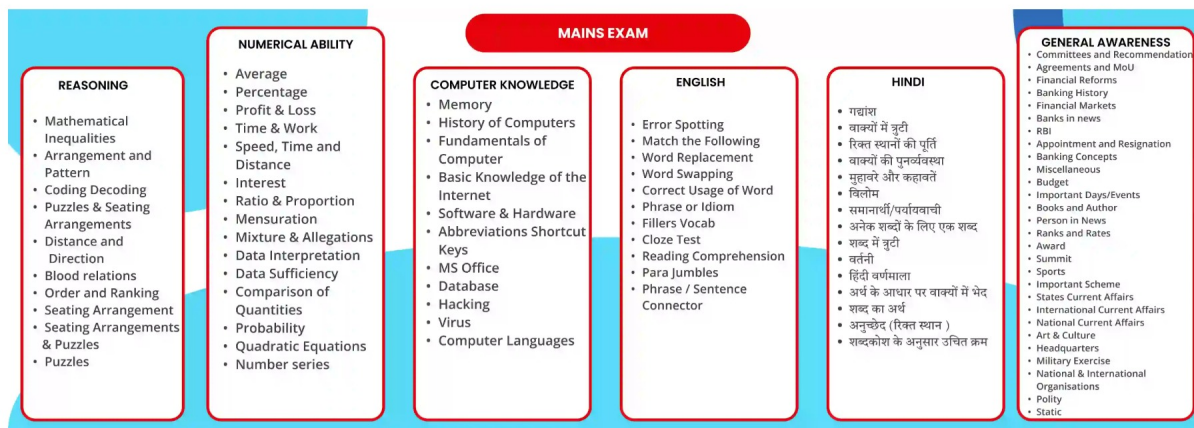 MAINS EXAM
REASONING
• Mathematical
Inequalities
• Arrangement and
Pattern
• Coding Decoding
• Puzzles & Seating
Arrangements
• Distance and
Direction
• Blood relations
• Order and Ranking
• Seating Arrangement
• Seating Arrangements
& Puzzles
• Puzzles
NUMERICAL ABILITY
• Average
• Percentage
• Profit & Loss
• Time & Work
• Speed, Time and
Distance
• Interest
• Ratio & Proportion
• Mensuration
• Mixture & Allegations
• Data Interpretation
• Data Sufficiency
• Comparison of
Quantities
• Probability
• Quadratic Equations
• Number series
COMPUTER KNOWLEDGE
• Memory
• History of Computers
• Fundamentals of
Computer
• Basic Knowledge of the
Internet
• Software & Hardware
• Abbreviations Shortcut
Keys
• MS Office
• Database
• Hacking
• Virus
• Computer Languages
ENGLISH
• Error Spotting
• Match the Following
• Word Replacement
• Word Swapping
• Correct Usage of Word
• Phrase or Idiom
• Fillers Vocab
• Cloze Test
• Reading Comprehension
• Para Jumbles
• Phrase / Sentence
Connector
HINDI
• गद्यांश
• वाक्यों में त्रुटी
• रिक्त स्थानों की पूर्ति
• वाक्यों की पुनर्व्यवस्था
• मुहावरे और कहावतें
• विलोम
• समानार्थी/पर्यायवाची
• अनेक शब्दों के लिए एक शब्द
• शब्द में त्रुटी
• वर्तनी
• हिंदी वर्णमाला
• अर्थ के आधार पर वाक्यों में भेद
• शब्द का अर्थ
• अनुच्छेद (रिक्त स्थान )
• शब्दकोश के अनुसार उचित क्रम
GENERAL AWARENESS
• Committees and Recommendation
• Agreements and MoU
• Financial Reforms
• Banking History
• Financial Markets
• Banks in news
• RBI
• Appointment and Resignation
• Banking Concepts
• Miscellaneous
• Budget
• Important Days/Events
• Books and Author
• Person in News
• Ranks and Rates
• Award
• Summit
• Sports
• Important Scheme
• States Current Affairs
• International Current Affairs
• National Current Affairs
• Art & Culture
• Headquarters
• Military Exercise
• National & International
Organisations
• Polity
• Static